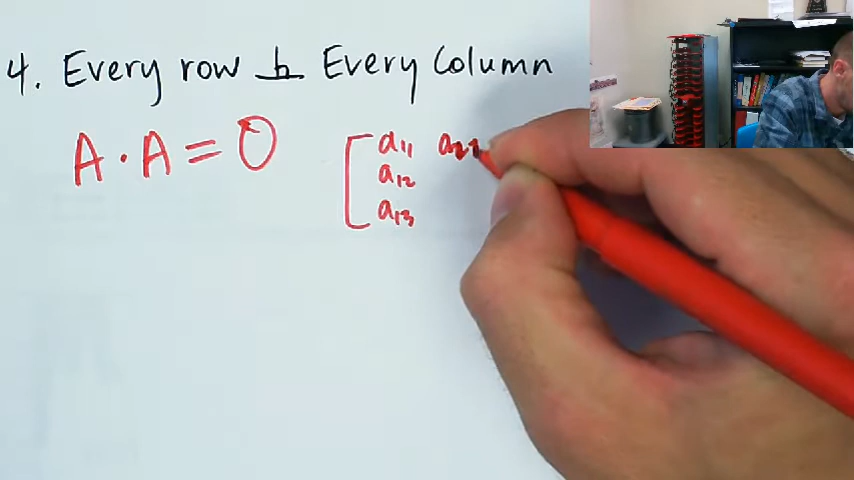 4. Every row ⊥ Every Column
A · A = 0 [ a11
a12
a13